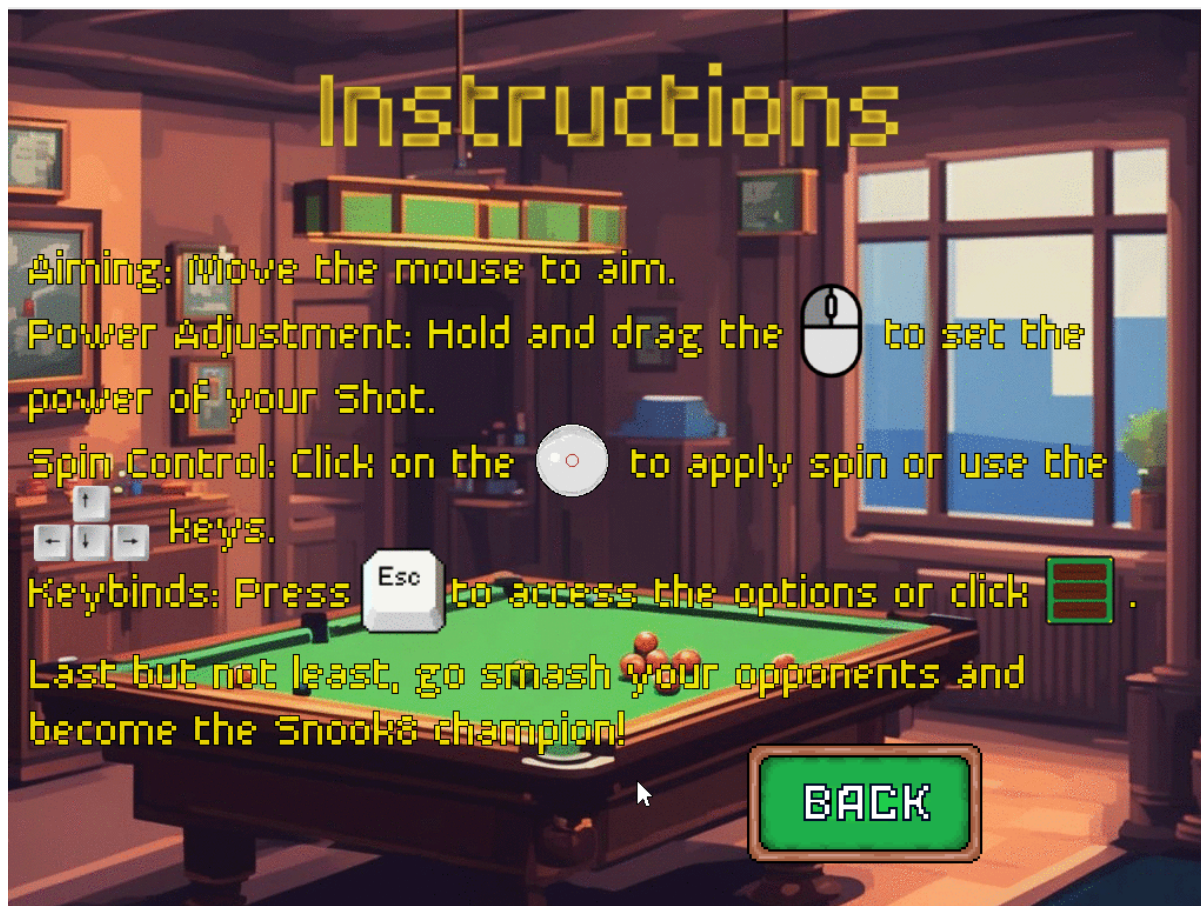 Instructions
Aiming: Move the mouse to aim.
Power Adjustment: Hold and drag the to set the
power of your Shot.
Spin Control: Click on the to apply spin or use the
↑
← ↓ → keys.
Keybinds: Press Esc to access the options or click .
Last but not least, go smash your opponents and
become the Snook8 champion!
BACK